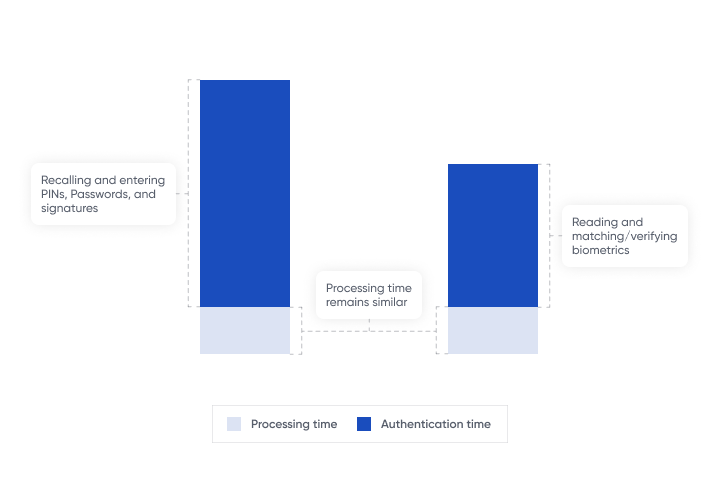 Recalling and entering
PINs, Passwords, and
signatures
Reading and
matching/verifying
biometrics
Processing time
remains similar
Processing time
Authentication time